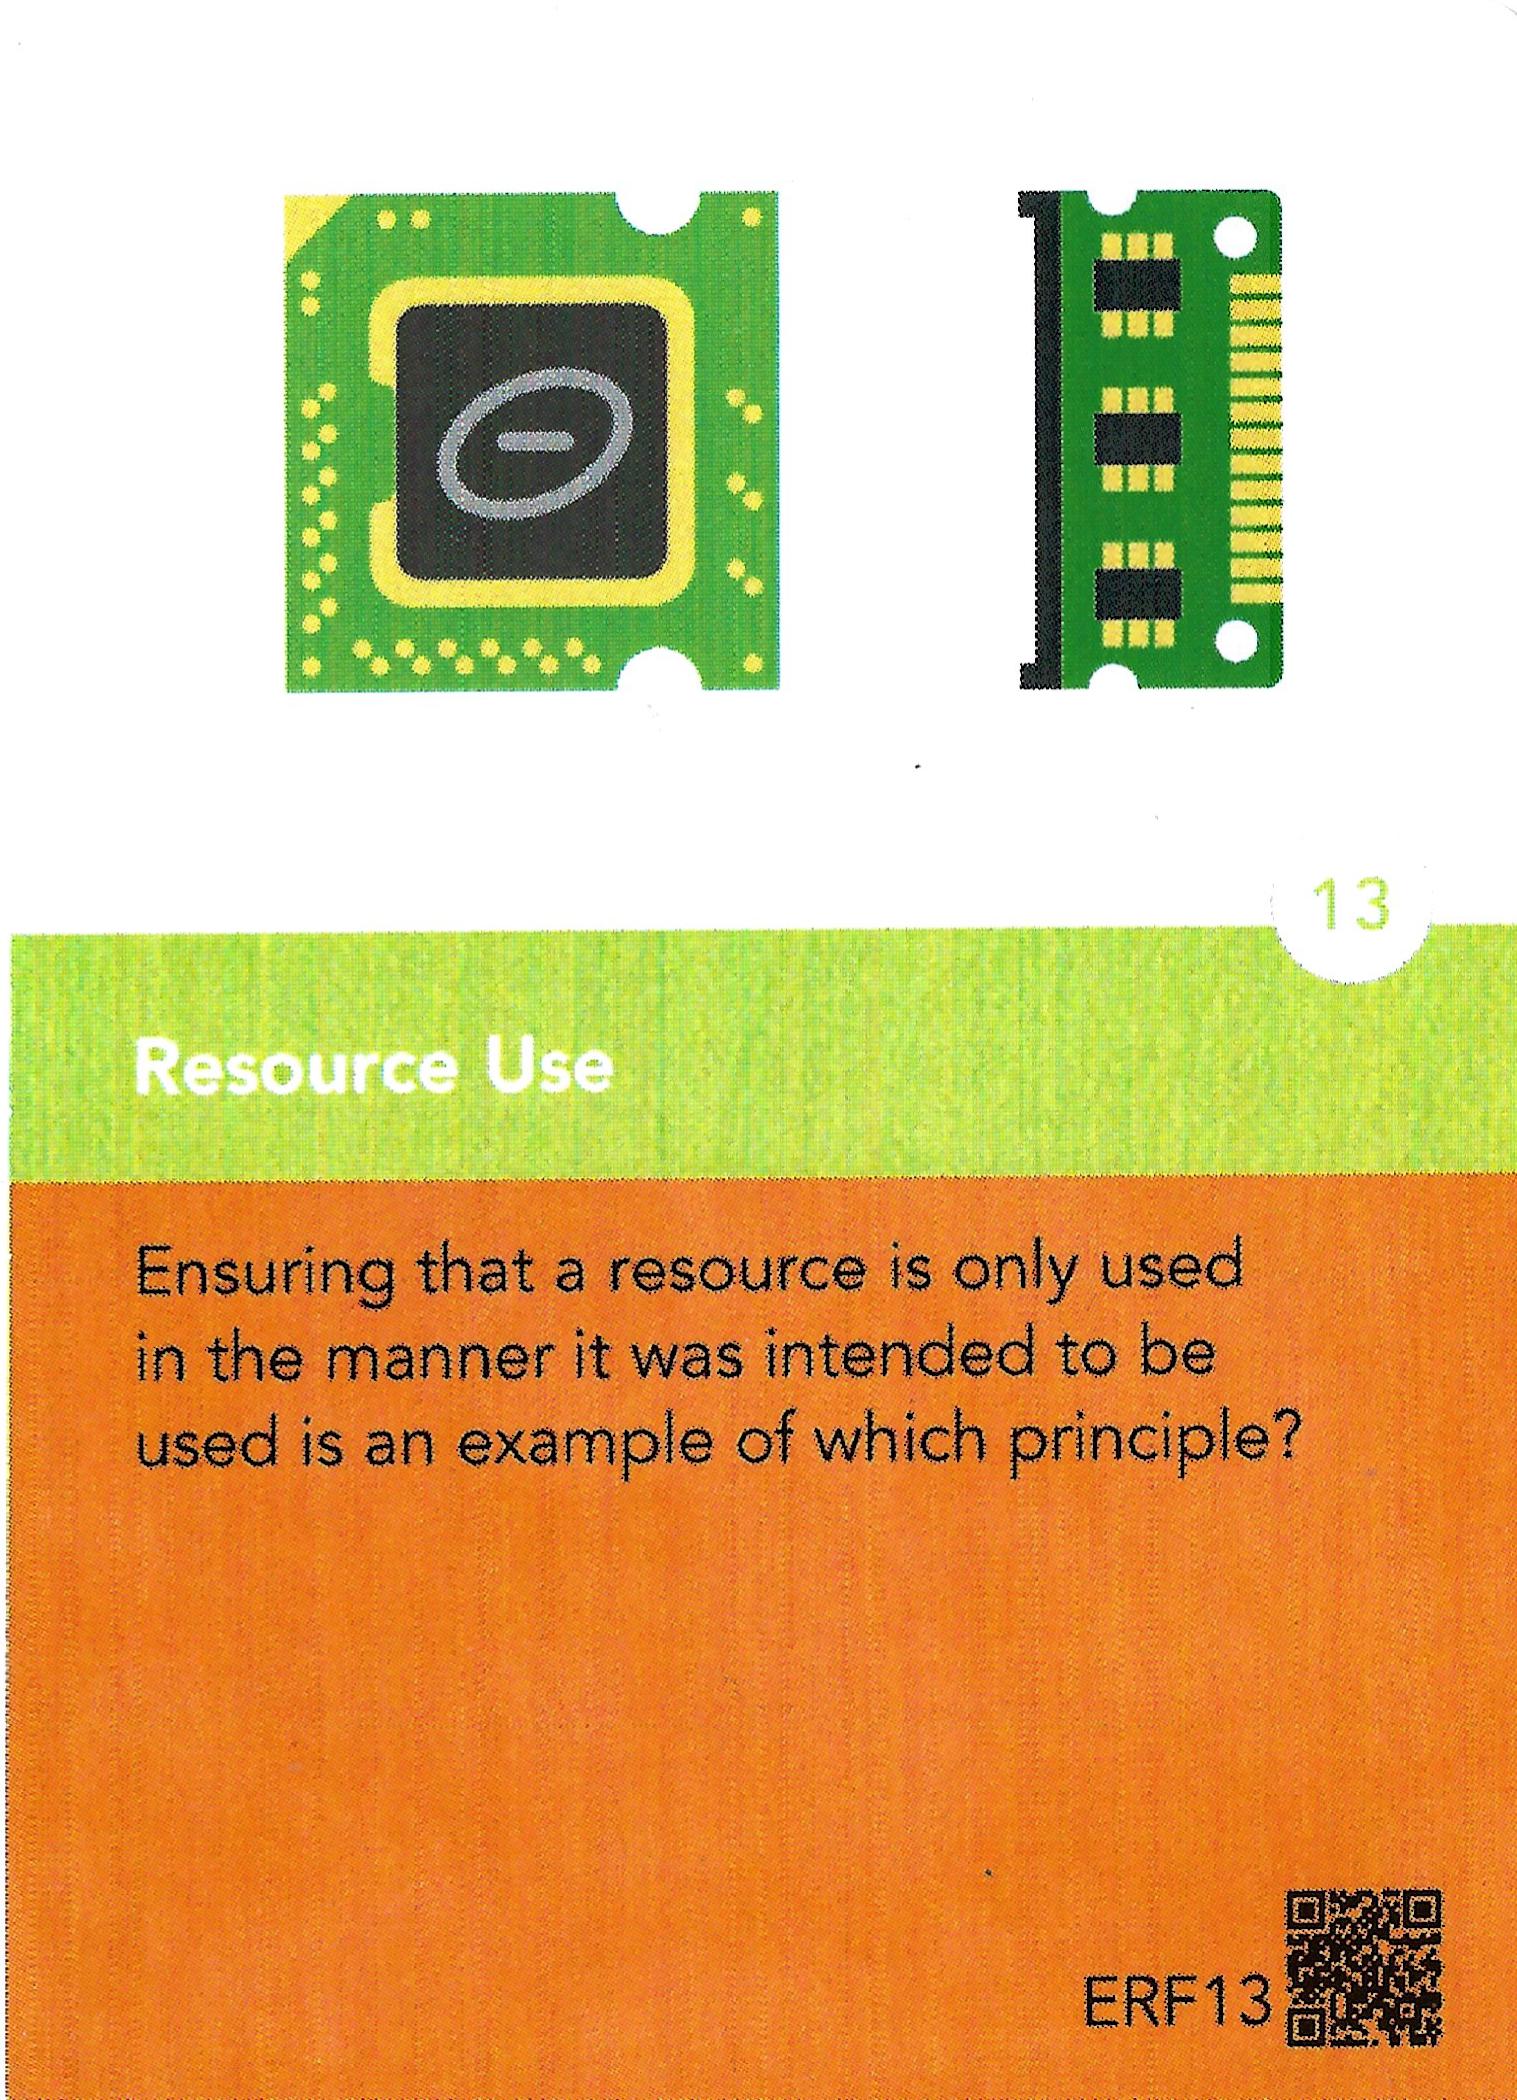 13
Resource Use
Ensuring that a resource is only used
in the manner it was intended to be
used is an example of which principle?
ERF13